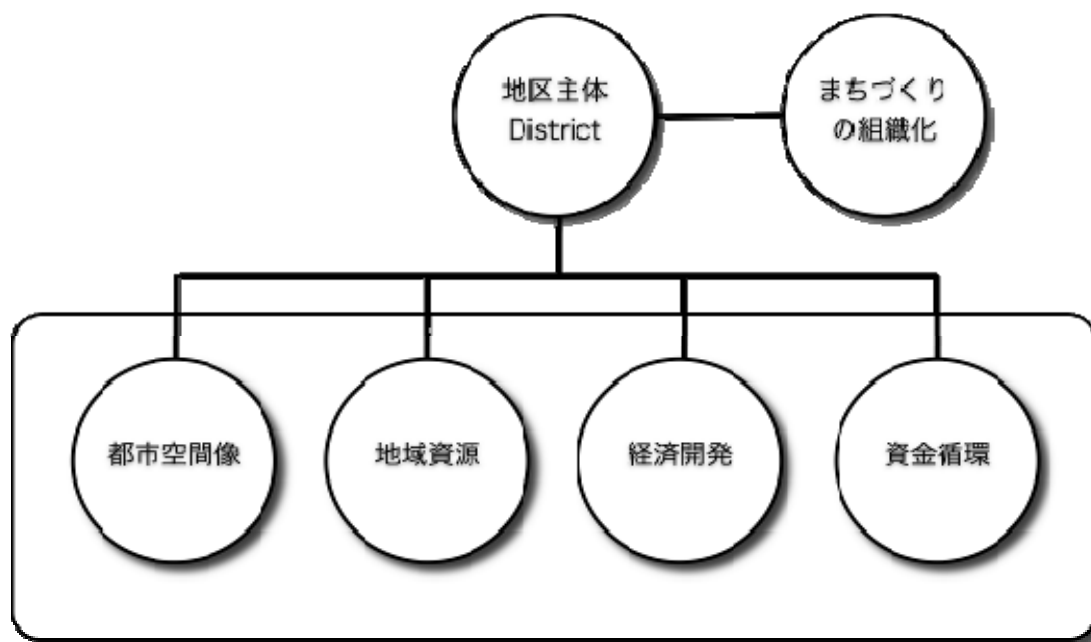 地区主体
District
まちづくり
の組織化
都市空間像
地域資源
経済開発
資金循環